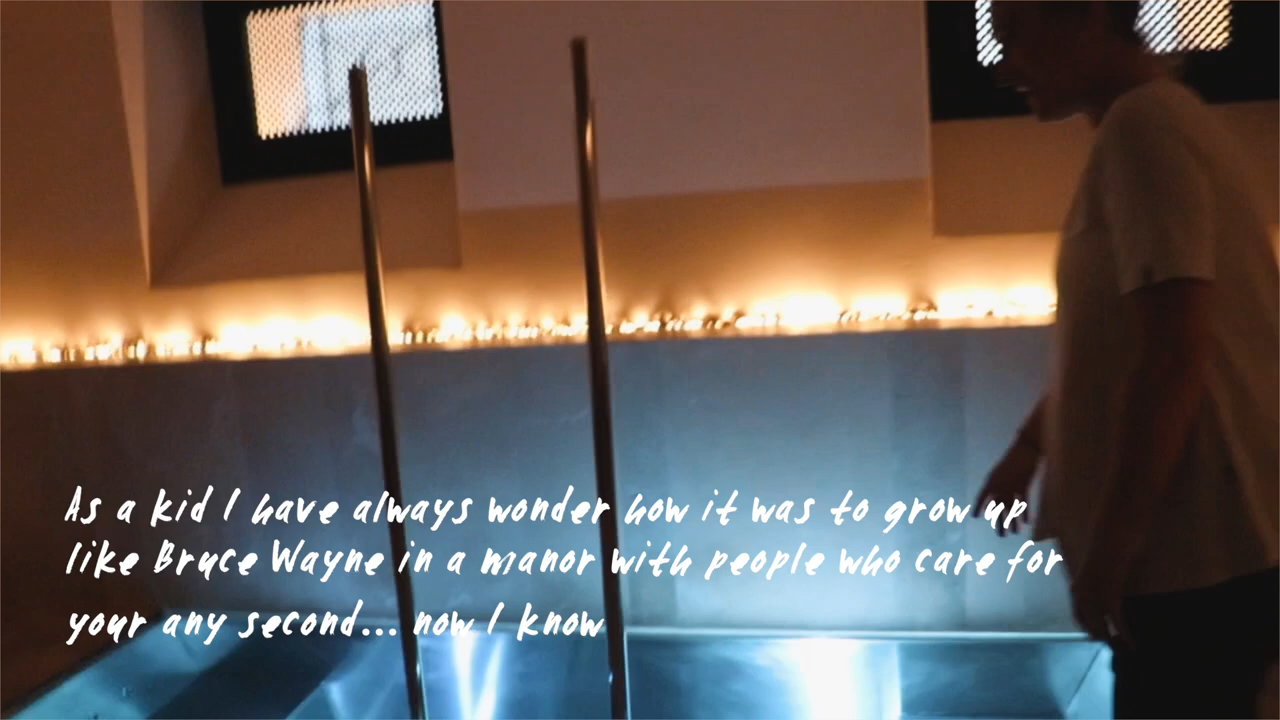 As a kid I have always wonder how it was to grow up
like Bruce Wayne in a manor with people who care for
your any second... now I know